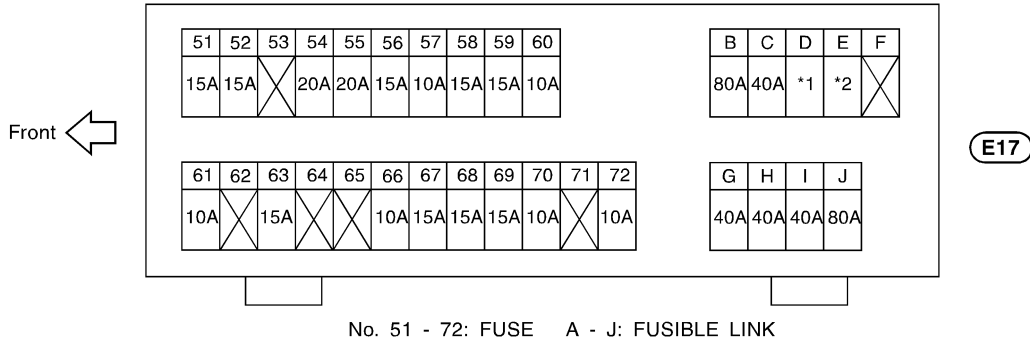 51 52 53 54 55 56 57 58 59 60
15A 15A 20A 20A 15A 10A 15A 15A 10A
B C D E F
80A 40A *1 *2
Front
E17
61 62 63 64 65 66 67 68 69 70 71 72
10A 15A 10A 15A 15A 15A 10A 10A
G H I J
40A 40A 40A 80A
No. 51 - 72: FUSE A - J: FUSIBLE LINK